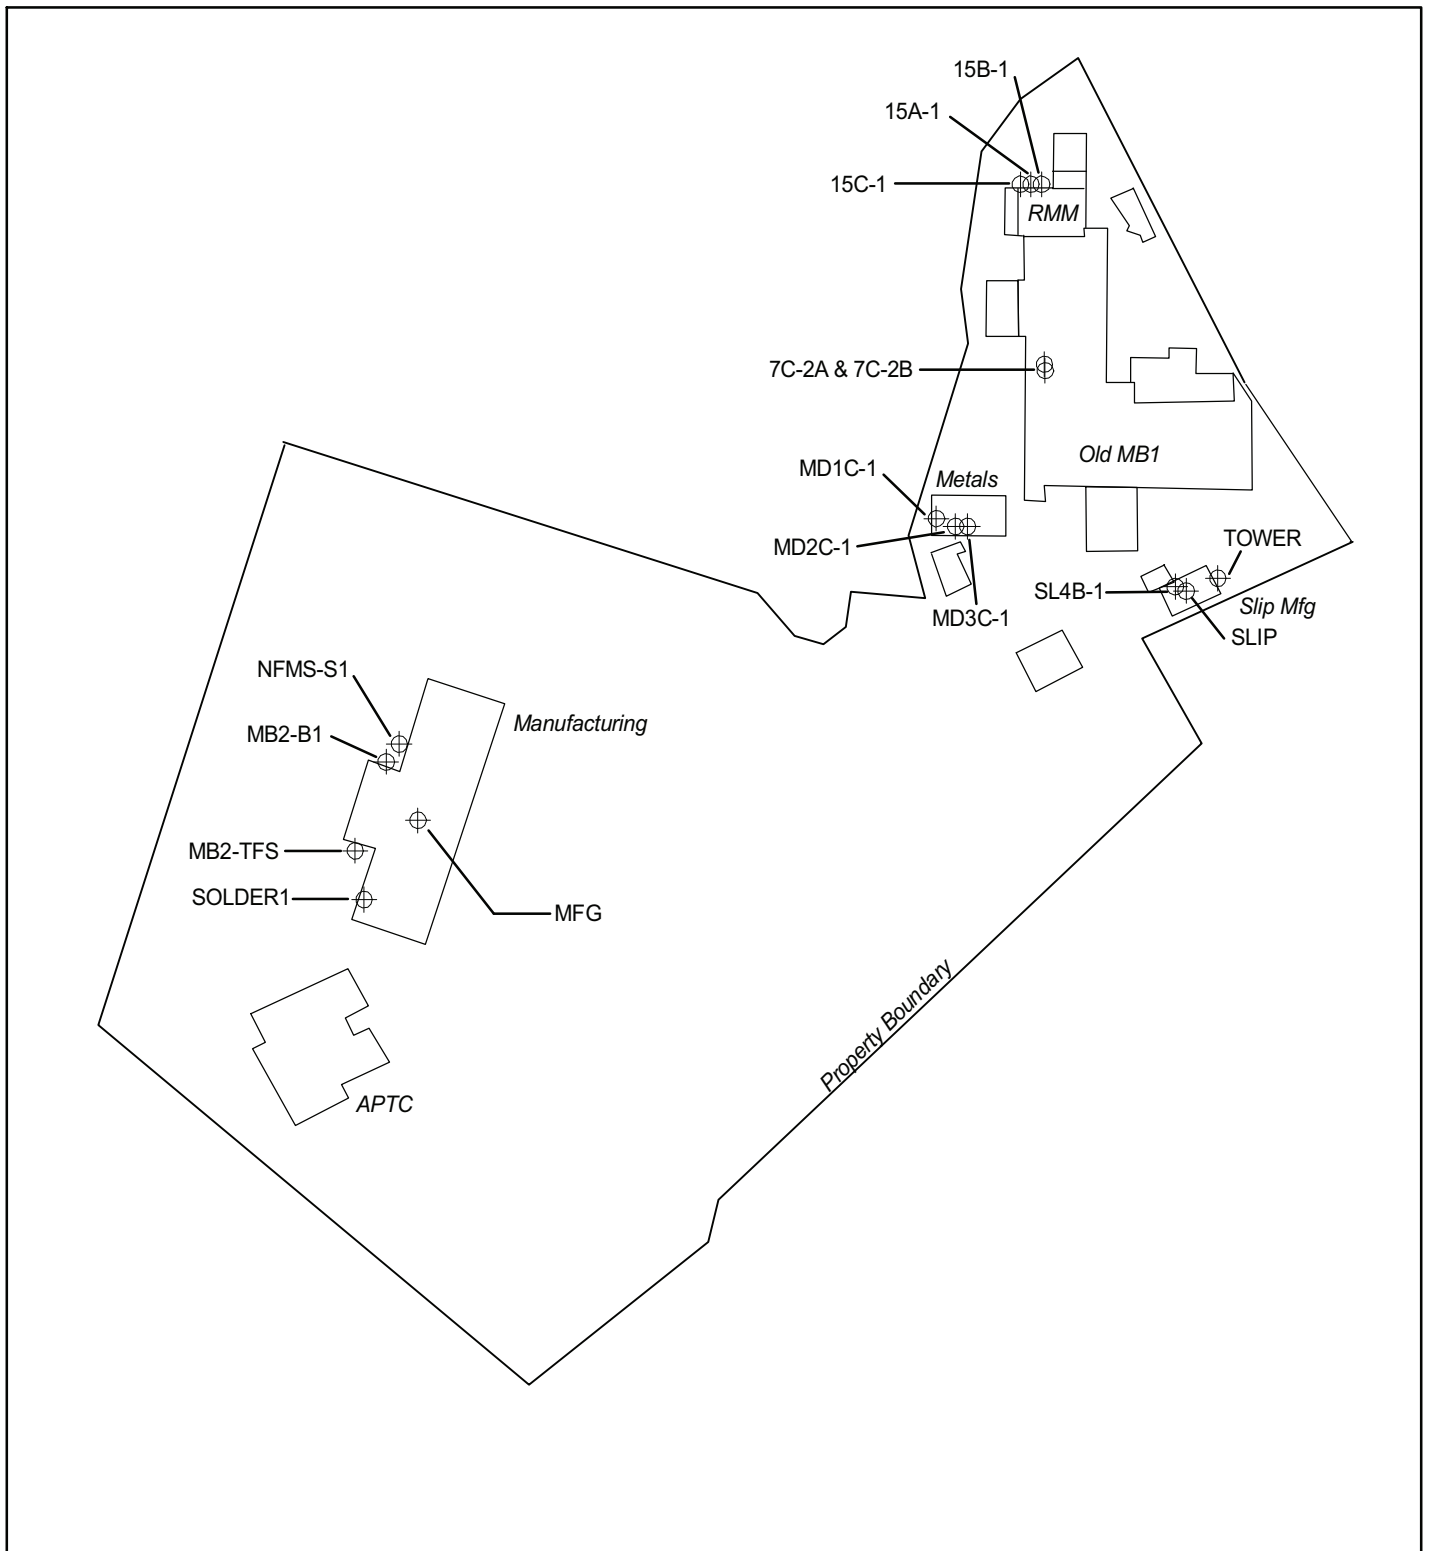 15B-1
15A-1
15C-1
RMM
7C-2A & 7C-2B
Old MB1
MD1C-1
Metals
MD2C-1
TOWER
SL4B-1
Slip Mfg
MD3C-1
SLIP
NFMS-S1
Manufacturing
MB2-B1
MB2-TFS
SOLDER1
MFG
Property Boundary
APTC